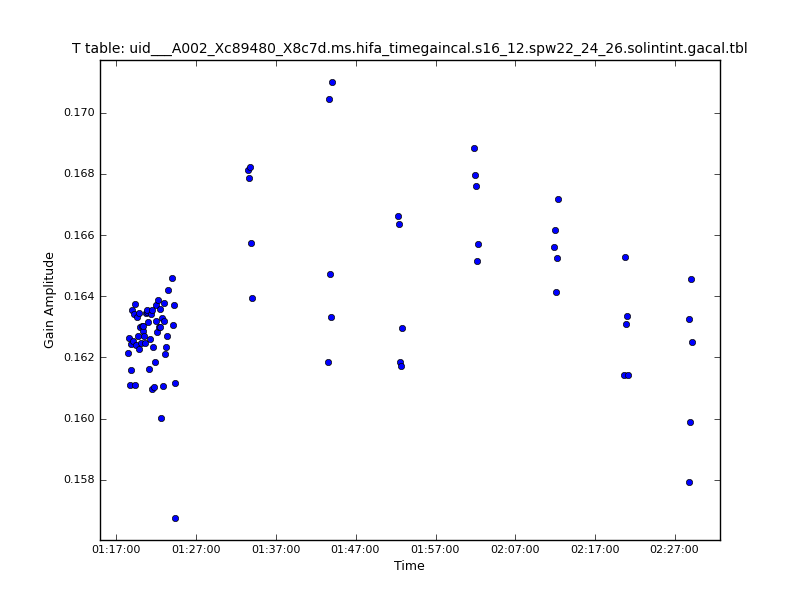 T table: uid___A002_Xc89480_X8c7d.ms.hifa_timegaincal.s16_12.spw22_24_26.solintint.gacal.tbl
0.170
0.168
0.166
0.164
0.162
0.160
0.158
Gain Amplitude
01:17:00 01:27:00 01:37:00 01:47:00 01:57:00 02:07:00 02:17:00 02:27:00
Time